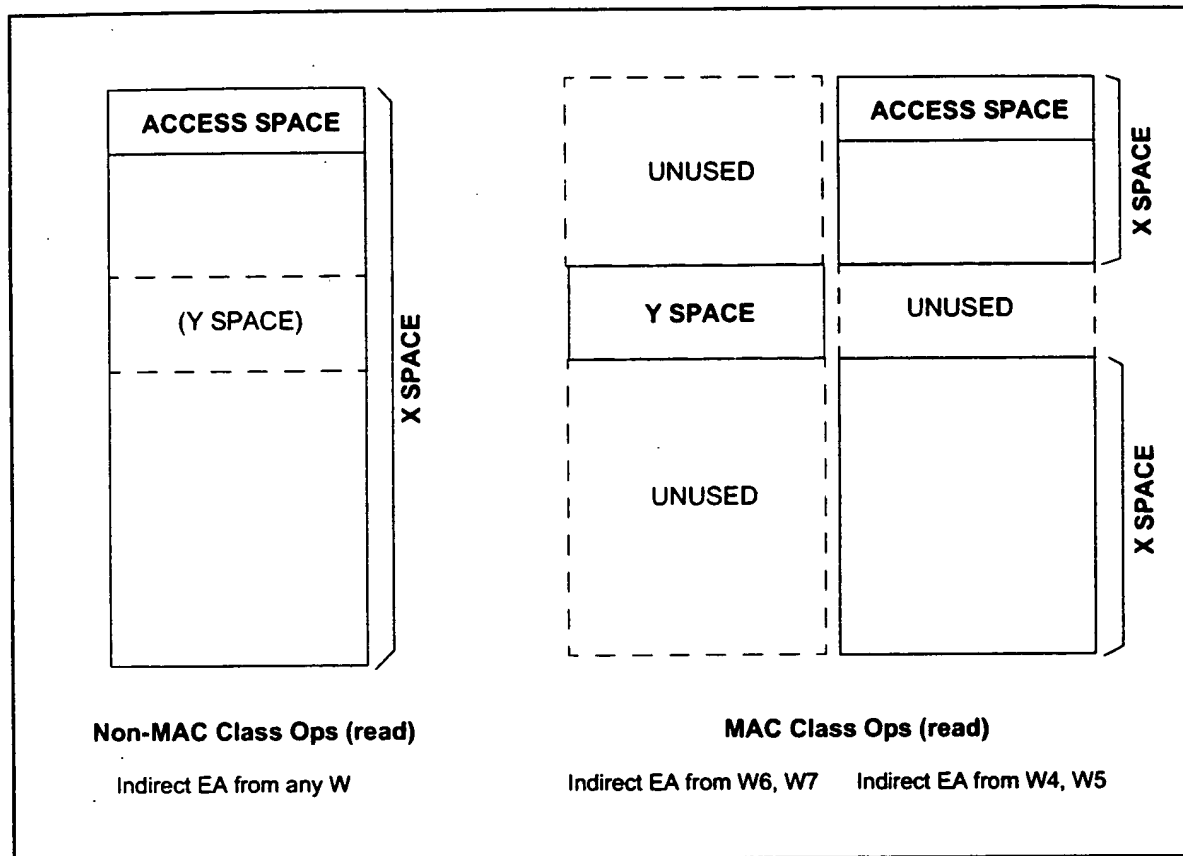 ACCESS SPACE
(Y SPACE)
X SPACE
Non-MAC Class Ops (read)
Indirect EA from any W
UNUSED
Y SPACE
UNUSED
ACCESS SPACE
UNUSED
X SPACE
X SPACE
MAC Class Ops (read)
Indirect EA from W6, W7
Indirect EA from W4, W5